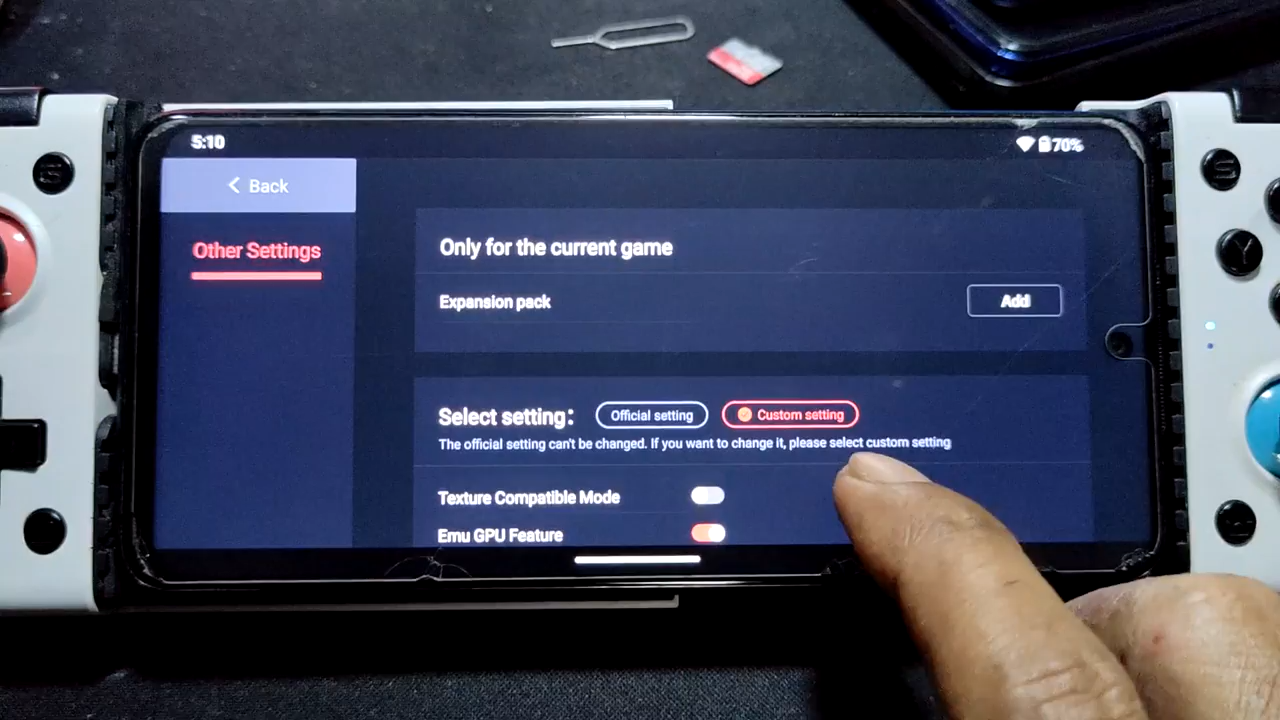 5:10
70%
Back
Other Settings
Only for the current game
Expansion pack
Add
Select setting:
Official setting
Custom setting
The official setting can't be changed. If you want to change it, please select custom setting
Texture Compatible Mode
Emu GPU Feature
S
S
Y